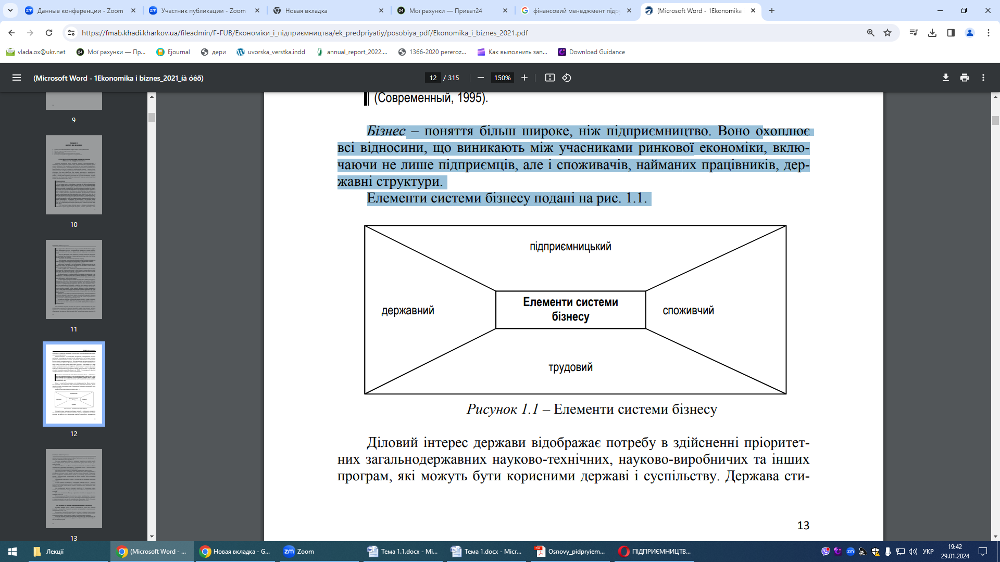 Данные конференции - Zoom
Участник публикации - Zoom
Новая вкладка
Мої рахунки — Приват24
фінансовий менеджмент підр
(Microsoft Word - 1Ekonomika
https://fmab.khadi.kharkov.ua/fileadmin/F-FUB/Економіки_і_підприємництва/ek_predpriyatiy/posobiya_pdf/Ekonomika_i_biznes_2021.pdf
vlada.ox@ukr.net
Мої рахунки — Пр...
Ejournal
дери
uvorska_verstka.indd
annual_report_2022....
1366-2020 pereroz...
Как выполнить зап...
Download Guidance
(Microsoft Word - 1Ekonomika i biznes_2021_íà óêð)
12 / 315
150%
9
10
11
12
13
(Современный, 1995).
Бізнес – поняття більш широке, ніж підприємництво. Воно охоплює
всі відносини, що виникають між учасниками ринкової економіки, вклю-
чаючи не лише підприємців, але і споживачів, найманих працівників, дер-
жавні структури.
Елементи системи бізнесу подані на рис. 1.1.
підприємницький
державний
Елементи системи
бізнесу
споживчий
трудовий
Рисунок 1.1 – Елементи системи бізнесу
Діловий інтерес держави відображає потребу в здійсненні пріоритет-
них загальнодержавних науково-технічних, науково-виробничих та інших
програм, які можуть бути корисними державі і суспільству. Держава сти-
13
Лекції
(Microsoft Word - ...
Новая вкладка - G...
Zoom
Тема 1.1.docx - Mi...
Тема 1.docx - Micr...
Osnovy_pidpryiem...
ПІДПРИЄМНИЦТВ...
УКР
19:42
29.01.2024